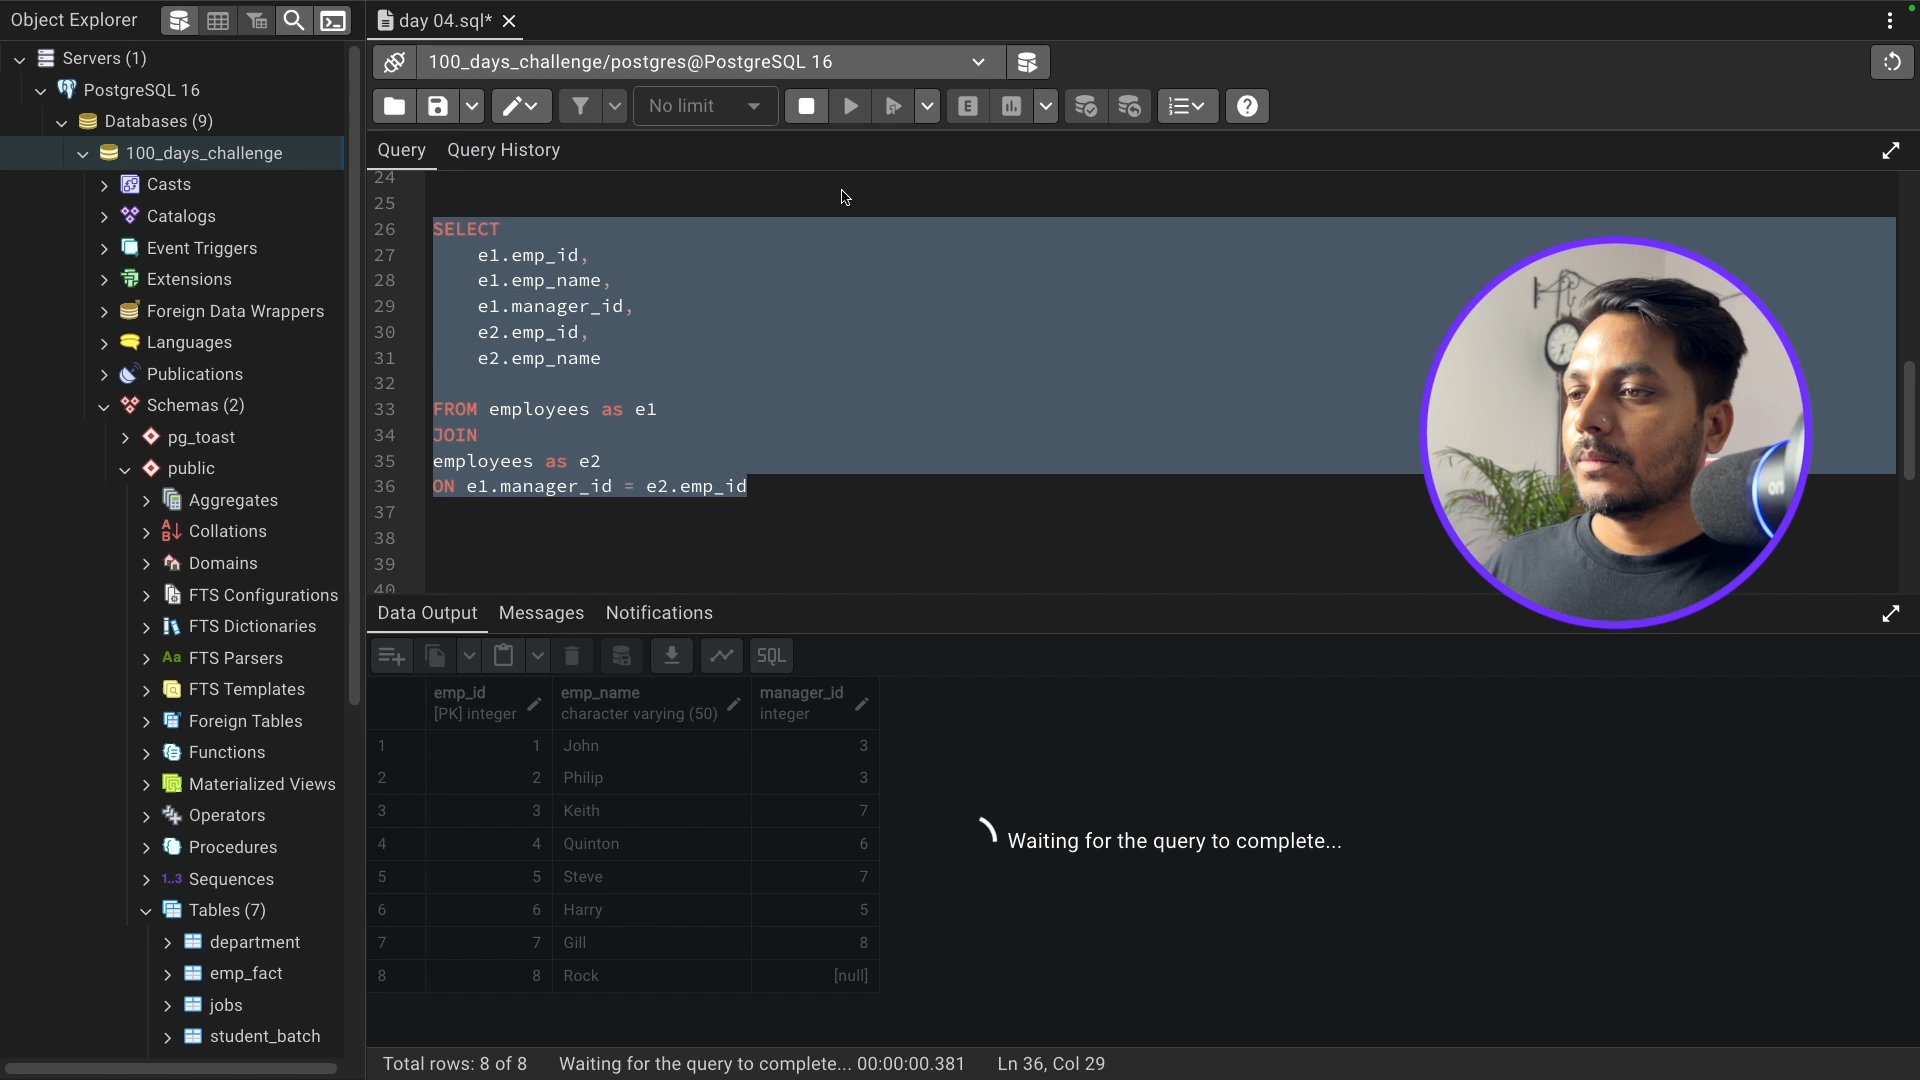 Object Explorer
day 04.sql*
Servers (1)
100_days_challenge/postgres@PostgreSQL 16
PostgreSQL 16
Databases (9)
No limit
E
100_days_challenge
Query
Query History
Casts
Catalogs
Event Triggers
Extensions
Foreign Data Wrappers
Languages
Publications
Schemas (2)
pg_toast
public
Aggregates
Collations
Domains
FTS Configurations
FTS Dictionaries
Aa FTS Parsers
FTS Templates
Foreign Tables
Functions
Materialized Views
Operators
Procedures
1..3 Sequences
Tables (7)
department
emp_fact
jobs
student_batch
24
25
26 SELECT
27 e1.emp_id,
28 e1.emp_name,
29 e1.manager_id,
30 e2.emp_id,
31 e2.emp_name
32
33 FROM employees as e1
34 JOIN
35 employees as e2
36 ON e1.manager_id = e2.emp_id
37
38
39
40
on
Data Output
Messages
Notifications
SQL
emp_id
[PK] integer
emp_name
character varying (50)
manager_id
integer
1 1 John 3
2 2 Philip 3
3 3 Keith 7
4 4 Quinton 6
5 5 Steve 7
6 6 Harry 5
7 7 Gill 8
8 8 Rock [null]
Waiting for the query to complete...
Total rows: 8 of 8
Waiting for the query to complete... 00:00:00.381
Ln 36, Col 29